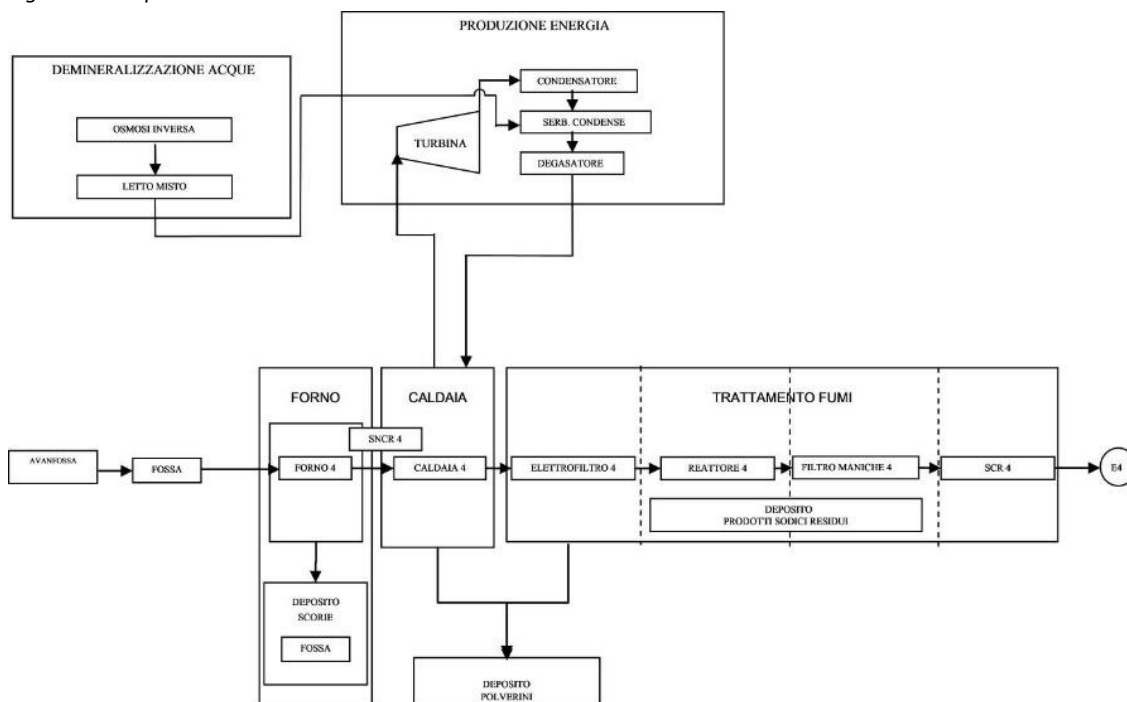 PRODUZIONE ENERGIA
DEMINERALIZZAZIONE ACQUE
CONDENSATORE
OSMOSI INVERSA
SERB. CONDENSE
TURBINA
DEGASATORE
LETTO MISTO
FORNO
CALDAIA
TRATTAMENTO FUMI
SNCR 4
AVANFOSSA
FOSSA
FORNO 4
CALDAIA 4
ELETTROFILTRO 4
REATTORE 4
FILTRO MANICHE 4
SCR 4
E4
DEPOSITO
PRODOTTI SODICI RESIDUI
DEPOSITO
SCORIE
FOSSA
DEPOSITO
POLVERINI